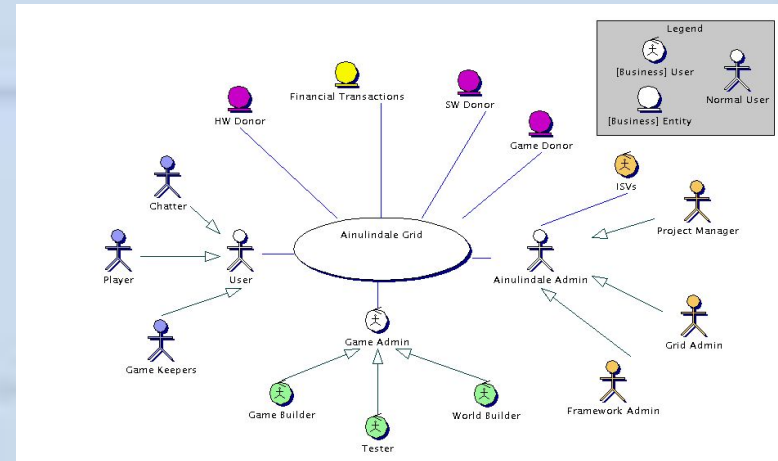 Legend
[Business] User
Normal User
[Business] Entity
Financial Transactions
HW Donor
SW Donor
Game Donor
ISVs
Chatter
Project Manager
Ainulindale Grid
Player
User
Ainulindale Admin
Game Admin
Grid Admin
Game Keepers
Game Builder
World Builder
Framework Admin
Tester